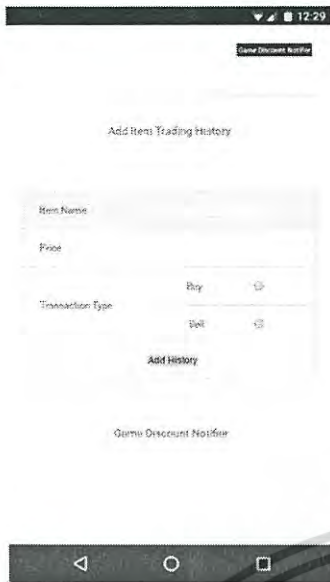 12:29
Game Discount Notifier
Add Item Trading History
Item Name
Price
Buy
Transaction Type
Sell
Add History
Game Discount Notifier